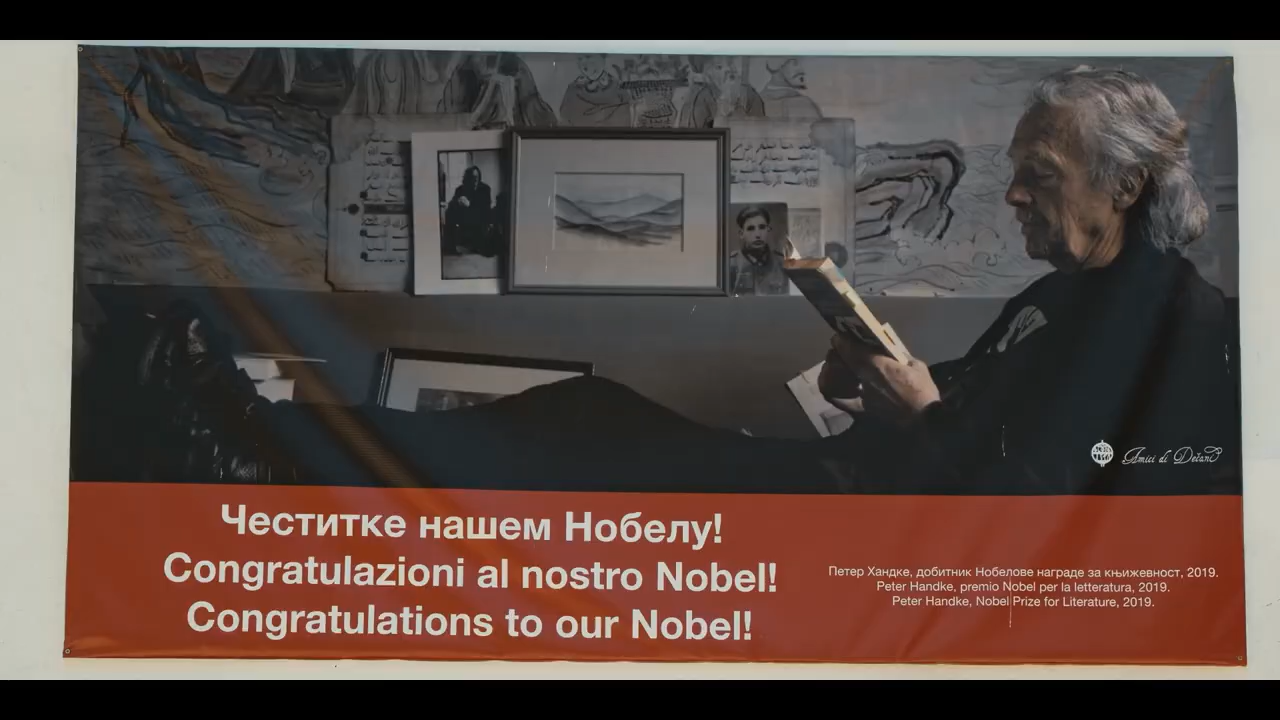 Amici di Dečani
Честитке нашем Нобелу!
Congratulazioni al nostro Nobel!
Congratulations to our Nobel!
Петер Хандке, добитник Нобелове награде за књижевност, 2019.
Peter Handke, premio Nobel per la letteratura, 2019.
Peter Handke, Nobel Prize for Literature, 2019.